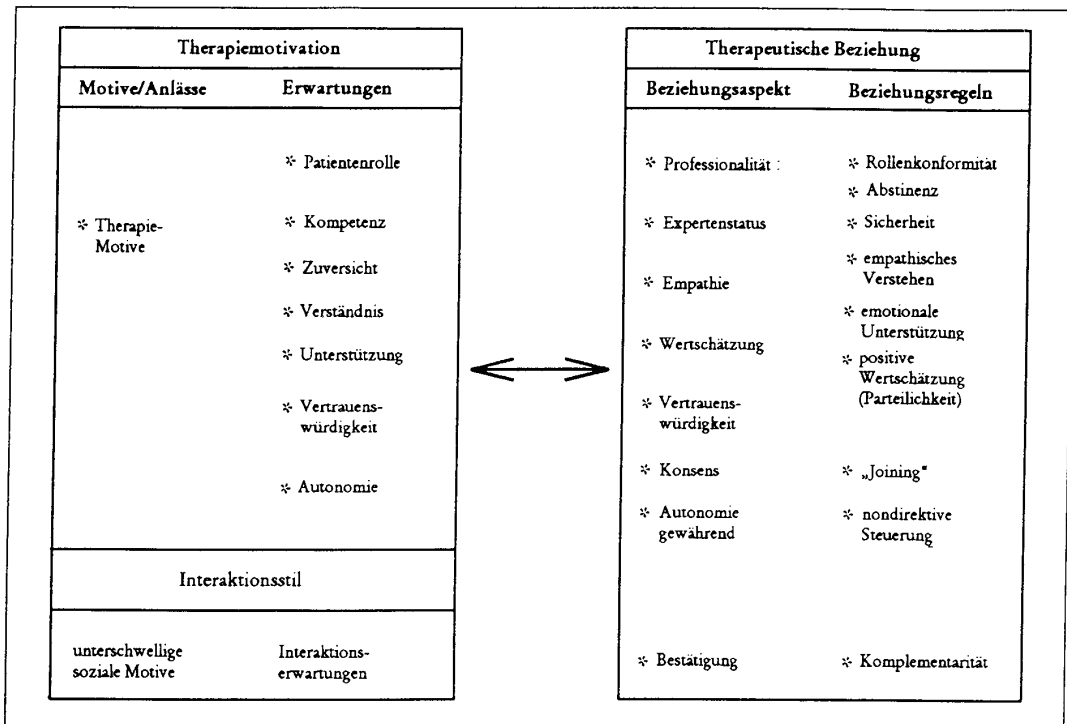 Therapiemotivation
Motive/Anlässe
Erwartungen
* Therapie-
Motive
* Patientenrolle
* Kompetenz
* Zuversicht
* Verständnis
* Unterstützung
* Vertrauens-
würdigkeit
* Autonomie
Interaktionsstil
unterschwellige
soziale Motive
Interaktions-
erwartungen
Therapeutische Beziehung
Beziehungsaspekt
Beziehungsregeln
* Professionalität :
* Expertenstatus
* Empathie
* Wertschätzung
* Vertrauens-
würdigkeit
* Konsens
* Autonomie
gewährend
* Bestätigung
* Rollenkonformität
* Abstinenz
* Sicherheit
* empathisches
Verstehen
* emotionale
Unterstützung
* positive
Wertschätzung
(Parteilichkeit)
* „Joining“
* nondirektive
Steuerung
* Komplementarität